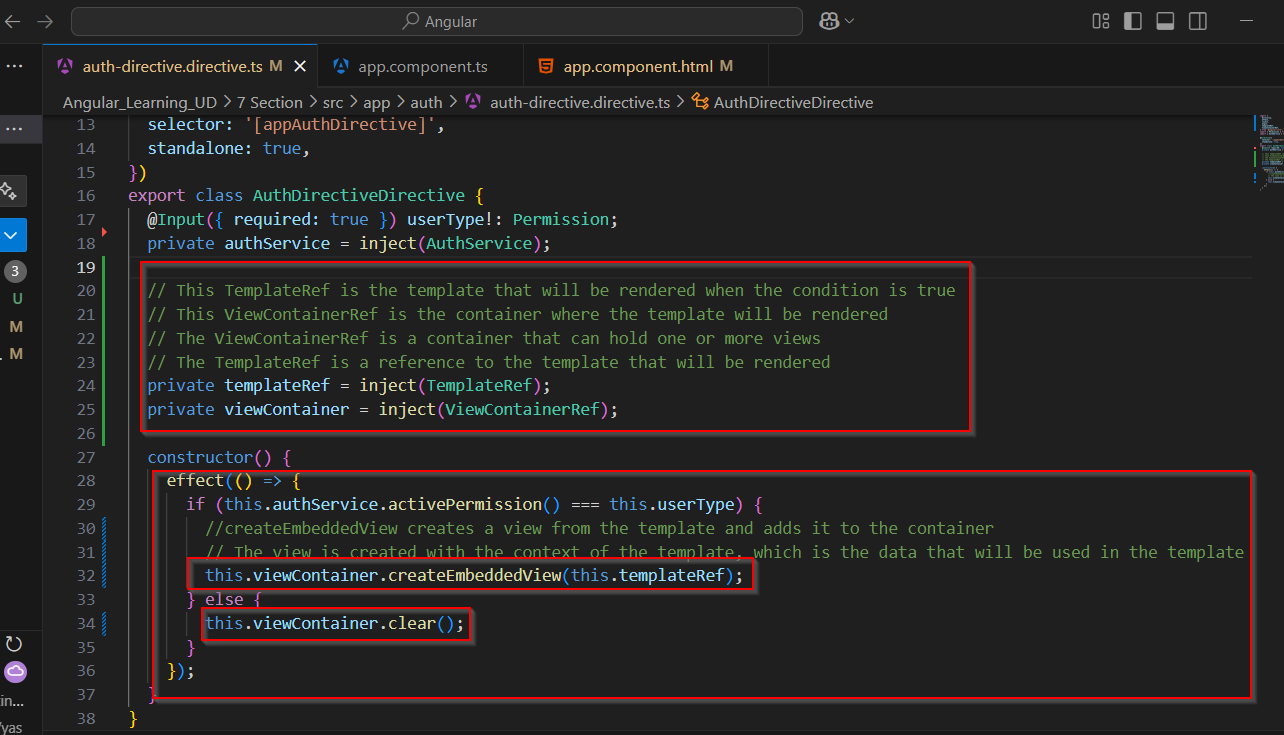 Angular
auth-directive.directive.ts M
app.component.ts
app.component.html M
Angular_Learning_UD > 7 Section > src > app > auth > auth-directive.directive.ts > AuthDirectiveDirective
13 selector: '[appAuthDirective]',
14 standalone: true,
15 })
16 export class AuthDirectiveDirective {
17 @Input({ required: true }) userType!: Permission;
18 private authService = inject(AuthService);
19
20 // This TemplateRef is the template that will be rendered when the condition is true
21 // This ViewContainerRef is the container where the template will be rendered
22 // The ViewContainerRef is a container that can hold one or more views
23 // The TemplateRef is a reference to the template that will be rendered
24 private templateRef = inject(TemplateRef);
25 private viewContainer = inject(ViewContainerRef);
26
27 constructor() {
28 effect(() => {
29 if (this.authService.activePermission() === this.userType) {
30 //createEmbeddedView creates a view from the template and adds it to the container
31 // The view is created with the context of the template, which is the data that will be used in the template
32 this.viewContainer.createEmbeddedView(this.templateRef);
33 } else {
34 this.viewContainer.clear();
35 }
36 });
37 }
38 }
3
U
M
M
in...
/yas